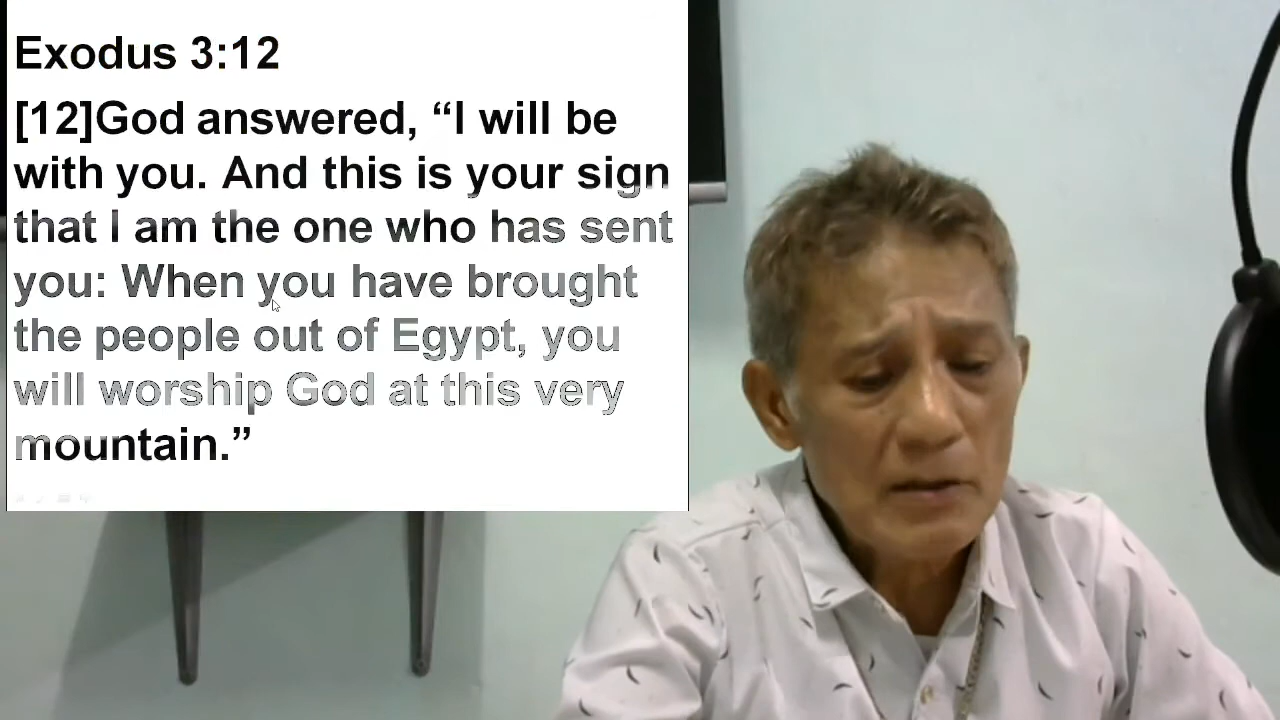 Exodus 3:12
[12]God answered, “I will be
with you. And this is your sign
that I am the one who has sent
you: When you have brought
the people out of Egypt, you
will worship God at this very
mountain.”